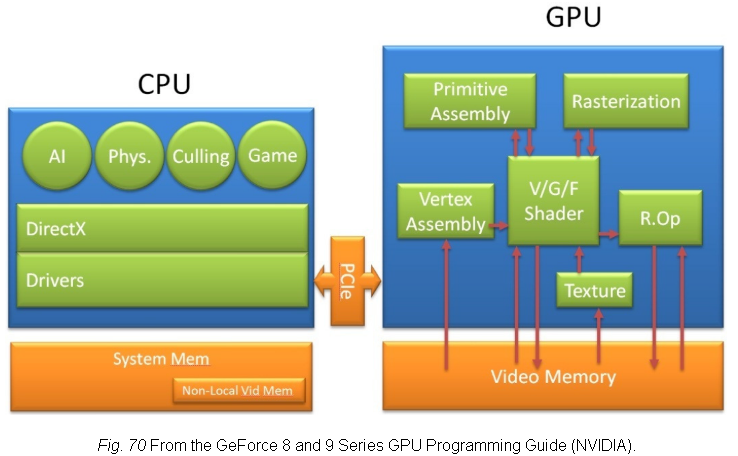 CPU
GPU
AI
Phys.
Culling
Game
DirectX
Drivers
System Mem
Non-Local Vid Mem
PCIe
Primitive
Assembly
Rasterization
Vertex
Assembly
V/G/F
Shader
R.Op
Texture
Video Memory
Fig. 70 From the GeForce 8 and 9 Series GPU Programming Guide (NVIDIA).